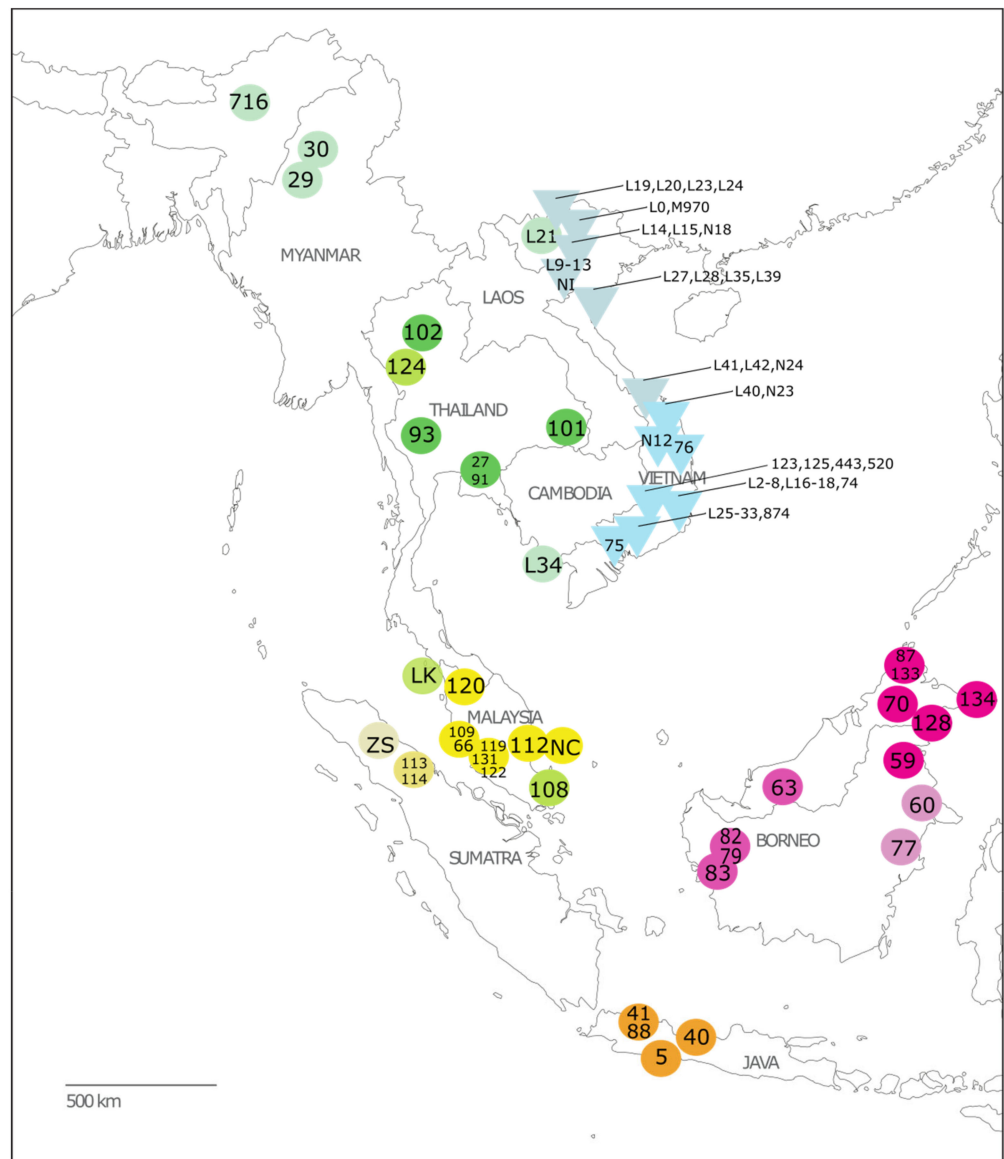 716
30
29
L19,L20,L23,L24
L0,M970
L21
L14,L15,N18
MYANMAR
L9-13
NI
L27,L28,L35,L39
LAOS
102
124
L41,L42,N24
L40,N23
THAILAND
101
93
N12
76
27
91
123,125,443,520
VIETNAM
L2-8,L16-18,74
CAMBODIA
L25-33,874
75
L34
87
133
LK
120
134
70
128
MALAYSIA
109
66
119
131
122
112
NC
ZS
113
114
59
108
63
60
82
79
BORNEO
77
83
SUMATRA
41
88
40
5
JAVA
500 km